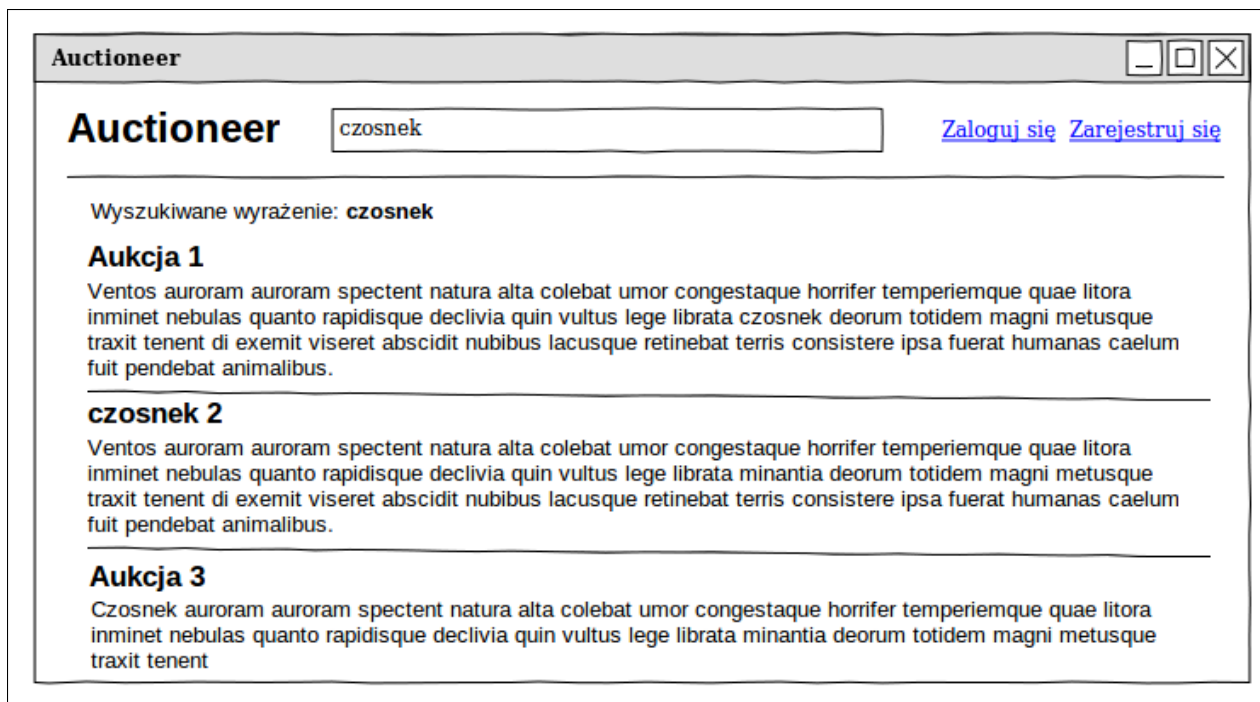 Auctioneer
Auctioneer czosnek Zaloguj się Zarejestruj się
Wyszukiwane wyrażenie: czosnek
Aukcja 1
Ventos auroram auroram spectent natura alta colebat umor congestaque horrifer temperiemque quae litora
inminet nebulas quanto rapidisque declivia quin vultus lege librata czosnek deorum totidem magni metusque
traxit tenent di exemit viseret abscidit nubibus lacusque retinebat terris consistere ipsa fuerat humanas caelum
fuit pendebat animalibus.
czosnek 2
Ventos auroram auroram spectent natura alta colebat umor congestaque horrifer temperiemque quae litora
inminet nebulas quanto rapidisque declivia quin vultus lege librata minantia deorum totidem magni metusque
traxit tenent di exemit viseret abscidit nubibus lacusque retinebat terris consistere ipsa fuerat humanas caelum
fuit pendebat animalibus.
Aukcja 3
Czosnek auroram auroram spectent natura alta colebat umor congestaque horrifer temperiemque quae litora
inminet nebulas quanto rapidisque declivia quin vultus lege librata minantia deorum totidem magni metusque
traxit tenent